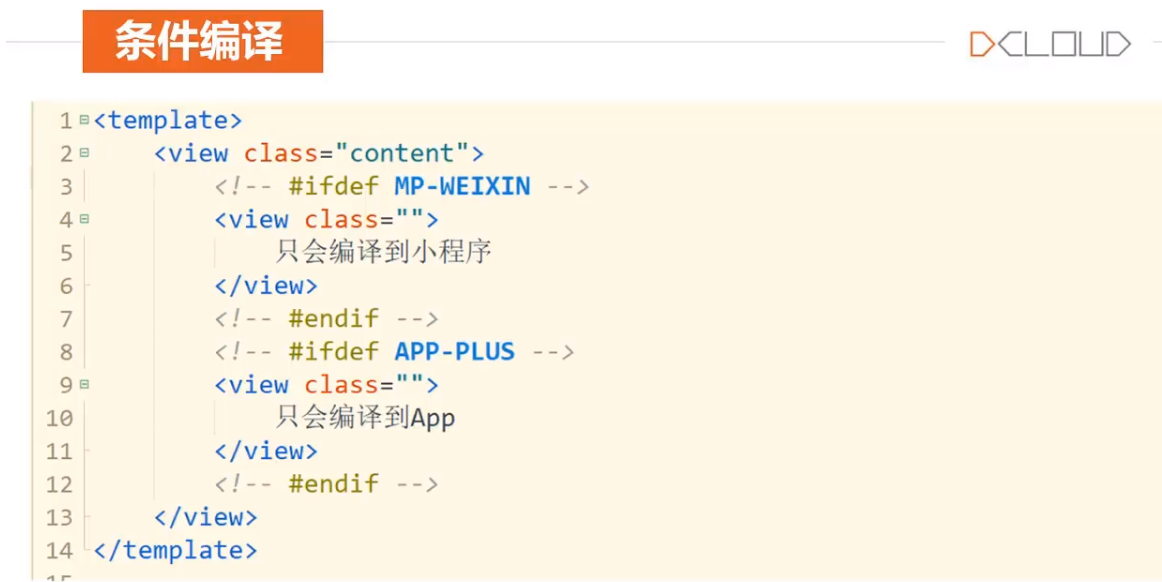 条件编译
DCLOUD
1 <template>
2 <view class="content">
3 <!-- #ifdef MP-WEIXIN -->
4 <view class="">
5 只会编译到小程序
6 </view>
7 <!-- #endif -->
8 <!-- #ifdef APP-PLUS -->
9 <view class="">
10 只会编译到App
11 </view>
12 <!-- #endif -->
13 </view>
14 </template>